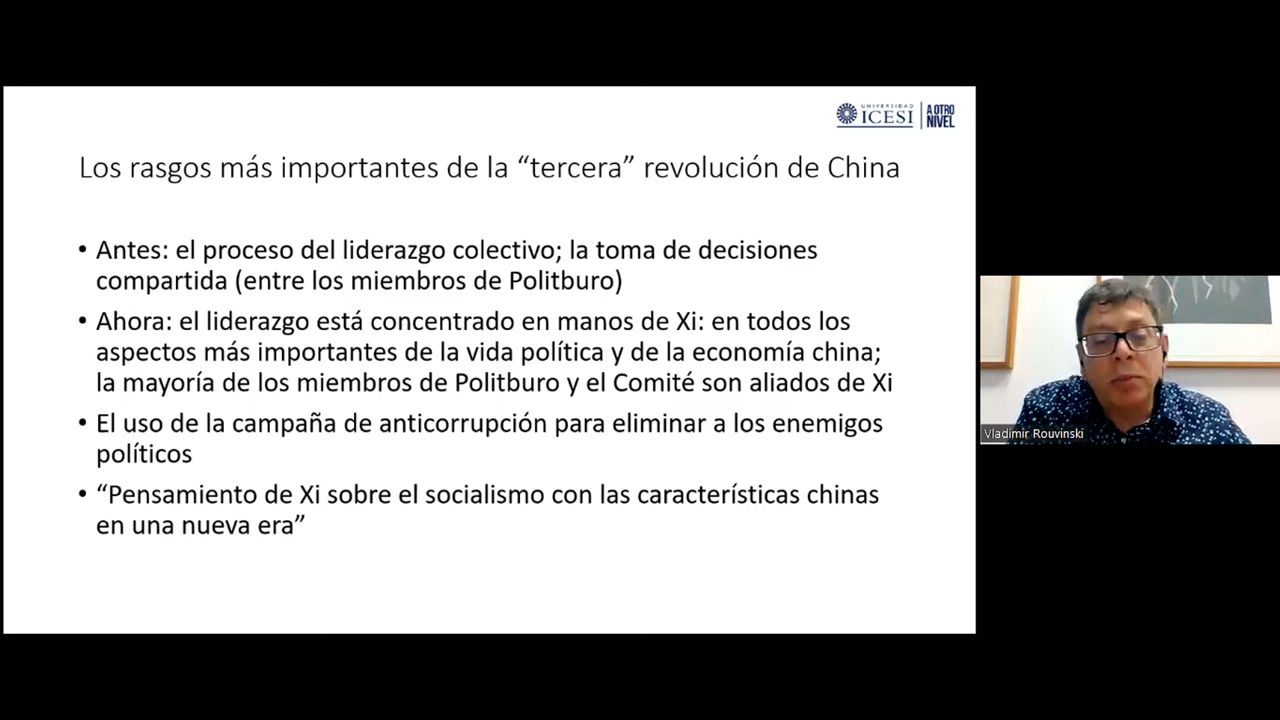 UNIVERSIDAD
ICESI
A OTRO
NIVEL
Los rasgos más importantes de la “tercera” revolución de China
• Antes: el proceso del liderazgo colectivo; la toma de decisiones
compartida (entre los miembros de Politburo)
• Ahora: el liderazgo está concentrado en manos de Xi: en todos los
aspectos más importantes de la vida política y de la economía china;
la mayoría de los miembros de Politburo y el Comité son aliados de Xi
• El uso de la campaña de anticorrupción para eliminar a los enemigos
políticos
• “Pensamiento de Xi sobre el socialismo con las características chinas
en una nueva era”
Vladimir Rouvinski